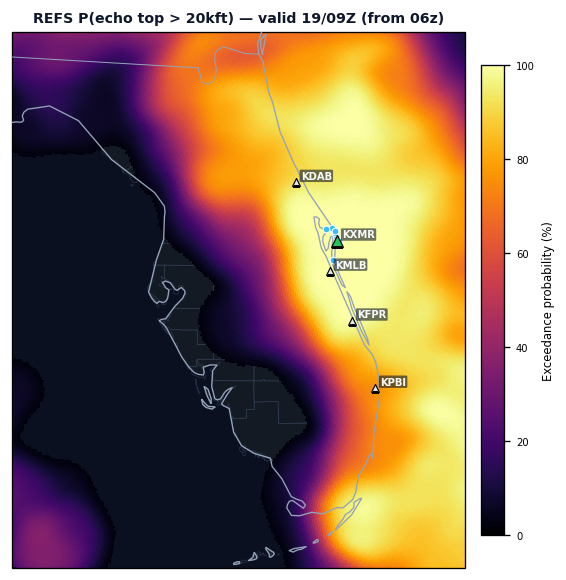 REFS P(echo top > 20kft) — valid 19/09Z (from 06z)
KDAB
KXMR
KMLB
KFPR
KPBI
100
80
60
40
20
0
Exceedance probability (%)